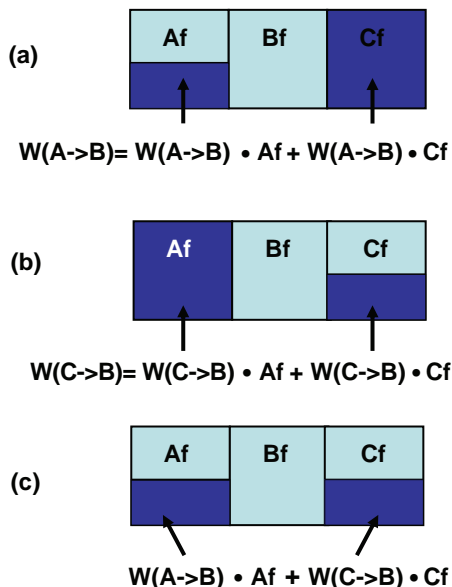 (a)
Af Bf Cf
W(A->B)= W(A->B) • Af + W(A->B) • Cf
(b)
Af Bf Cf
W(C->B)= W(C->B) • Af + W(C->B) • Cf
(c)
Af Bf Cf
W(A->B) • Af + W(C->B) • Cf